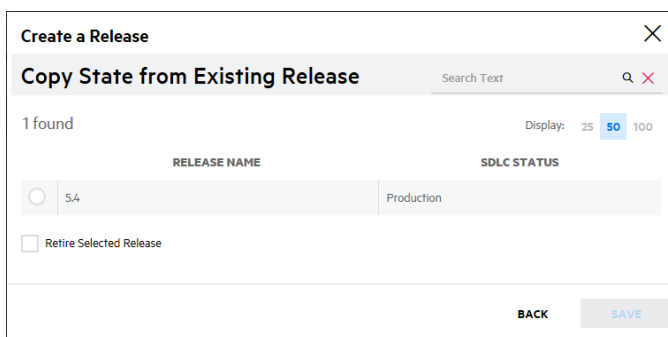 Create a Release
Copy State from Existing Release
Search Text
1 found
Display: 25 50 100
RELEASE NAME SDLC STATUS
5.4 Production
Retire Selected Release
BACK SAVE